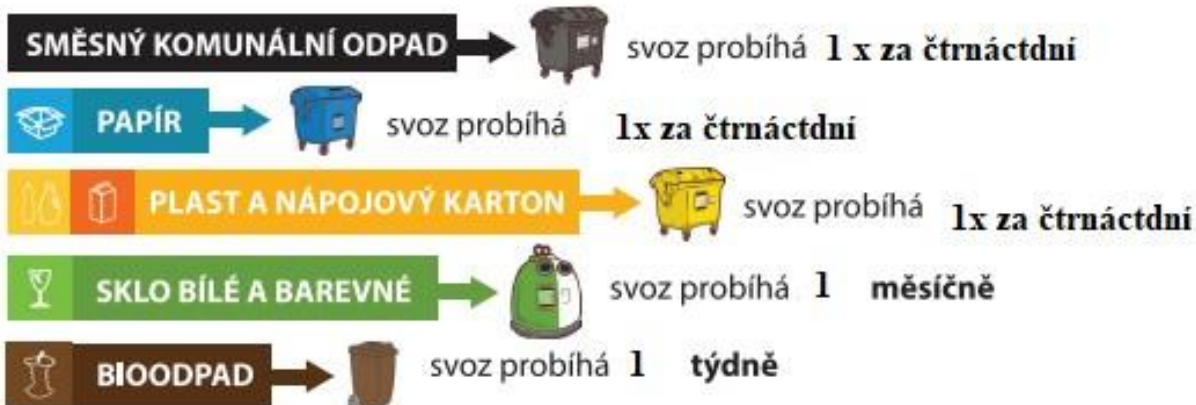 SMĚSNÝ KOMUNÁLNÍ ODPAD svoz probíhá 1 x za čtrnáctdní
PAPÍR svoz probíhá 1x za čtrnáctdní
PLAST A NÁPOJOVÝ KARTON svoz probíhá 1x za čtrnáctdní
SKLO BÍLÉ A BAREVNÉ svoz probíhá 1 měsíčně
BIOODPAD svoz probíhá 1 týdně